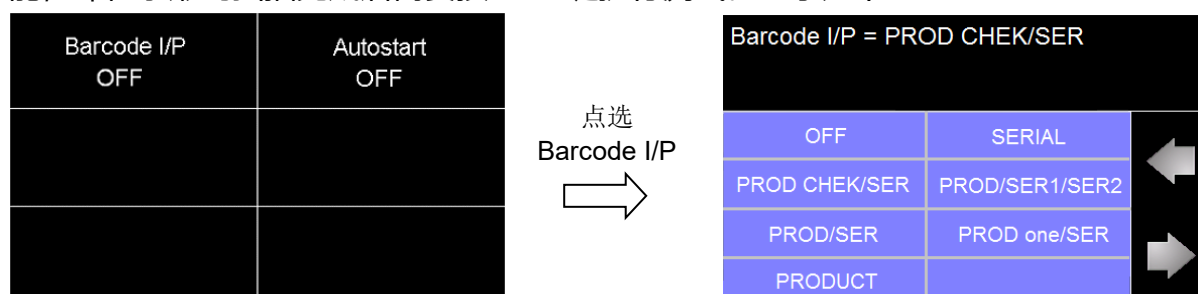 Barcode I/P
OFF
Autostart
OFF
点选
Barcode I/P
Barcode I/P = PROD CHEK/SER
OFF
SERIAL
PROD CHEK/SER
PROD/SER1/SER2
PROD/SER
PROD one/SER
PRODUCT